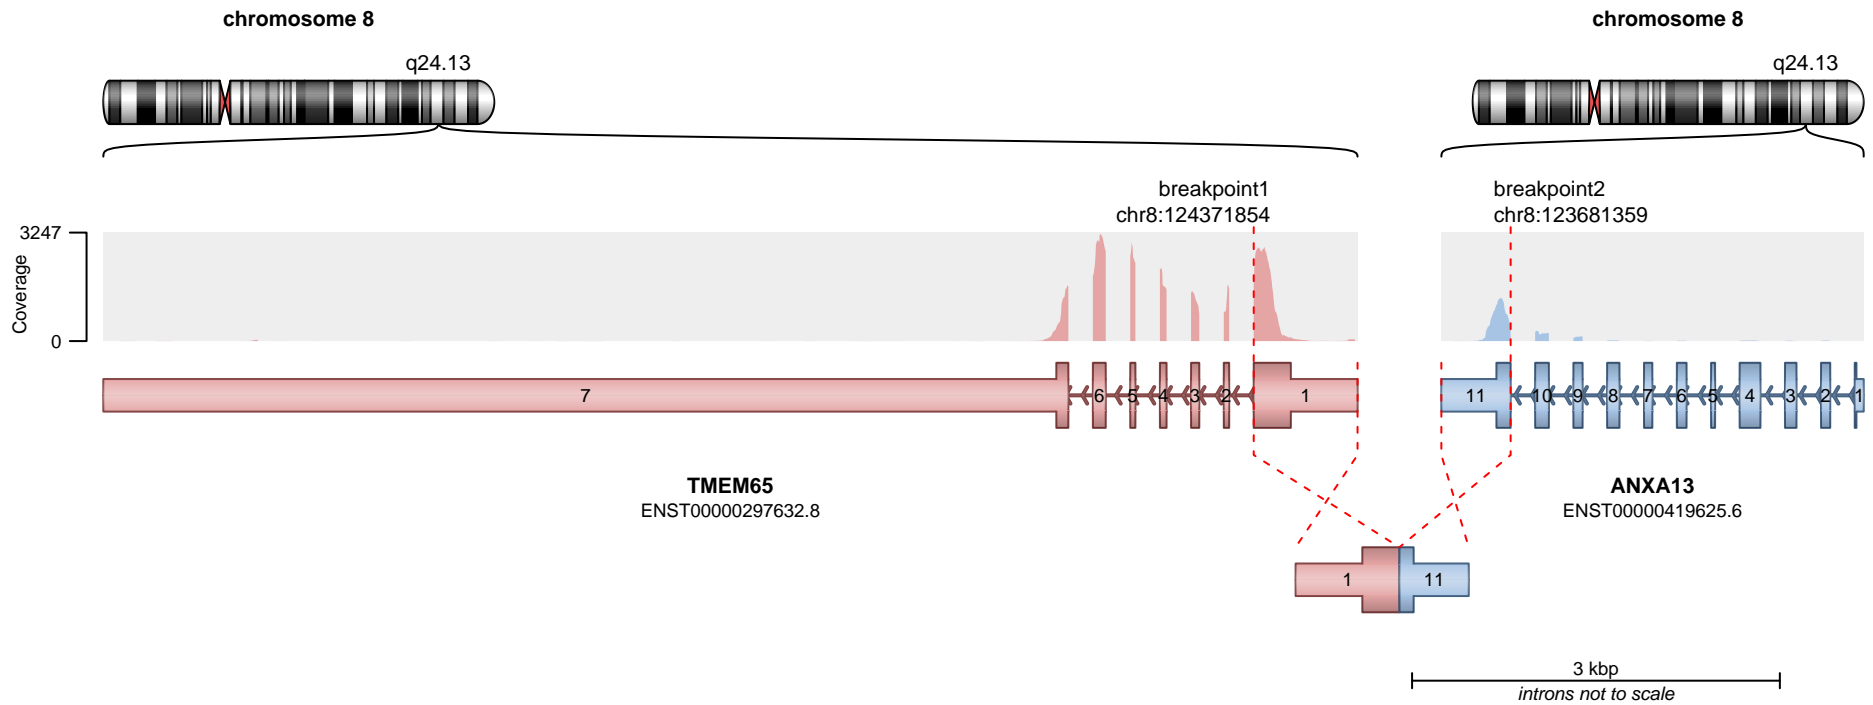 chromosome 8
chromosome 8
q24.13
q24.13
breakpoint1
chr8:124371854
breakpoint2
chr8:123681359
3247
Coverage
0
7
6
5
4
3
2
1
11
10
9
8
7
6
5
4
3
2
1
TMEM65
ENST00000297632.8
ANXA13
ENST00000419625.6
1
11
3 kbp
introns not to scale